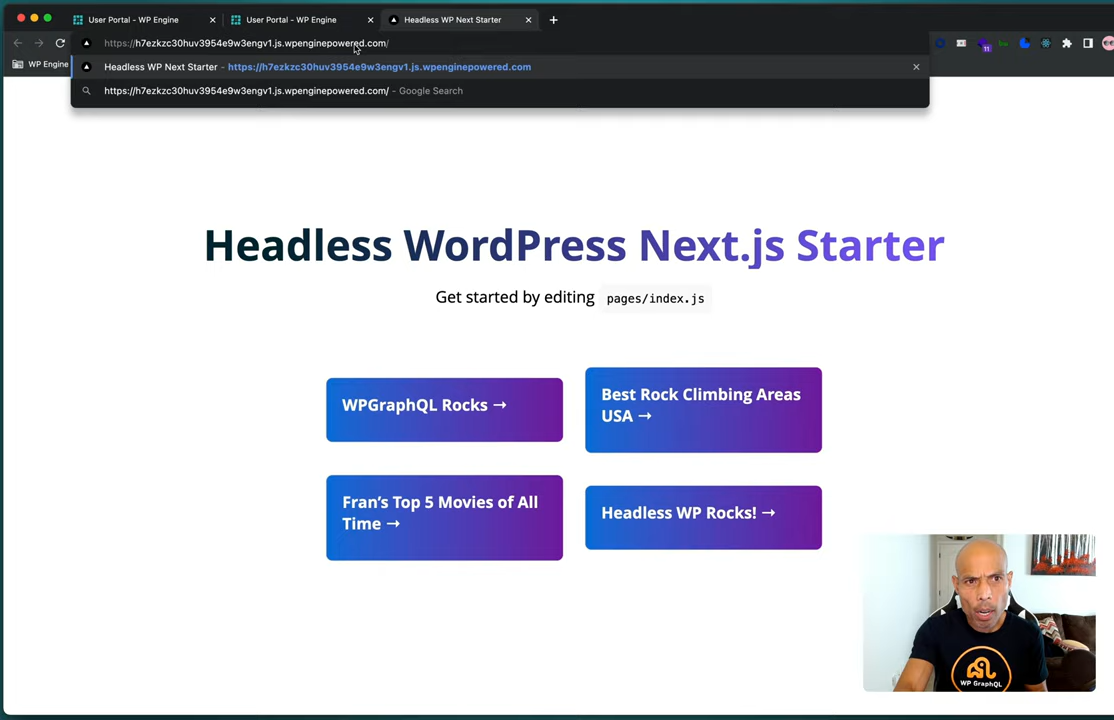 User Portal - WP Engine
User Portal - WP Engine
Headless WP Next Starter
https://h7ezkzc30huv3954e9w3engv1.js.wpenginepowered.com/
11
WP Engine
Headless WP Next Starter - https://h7ezkzc30huv3954e9w3engv1.js.wpenginepowered.com
https://h7ezkzc30huv3954e9w3engv1.js.wpenginepowered.com/ - Google Search
Headless WordPress Next.js Starter
Get started by editing pages/index.js
WPGraphQL Rocks →
Best Rock Climbing Areas
USA →
Fran's Top 5 Movies of All
Time →
Headless WP Rocks! →
WP GraphQL